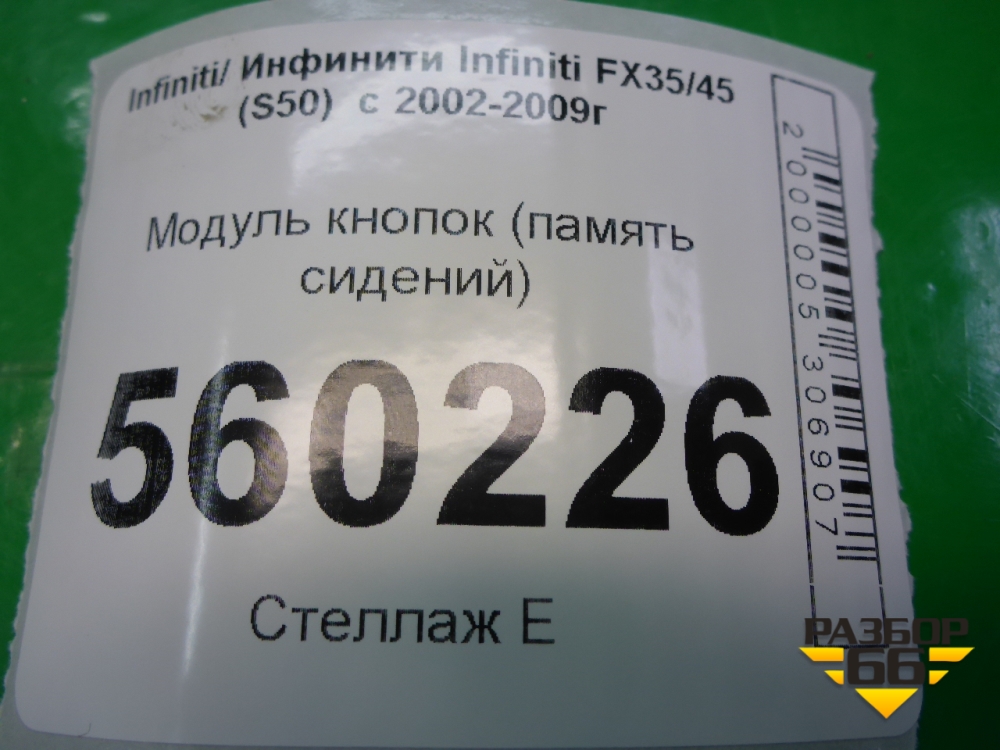 Infiniti/ Инфинити Infiniti FX35/45
(S50) с 2002-2009г
Модуль кнопок (память
сидений)
560226
Стеллаж Е
2000005306907
РАЗБОР
66